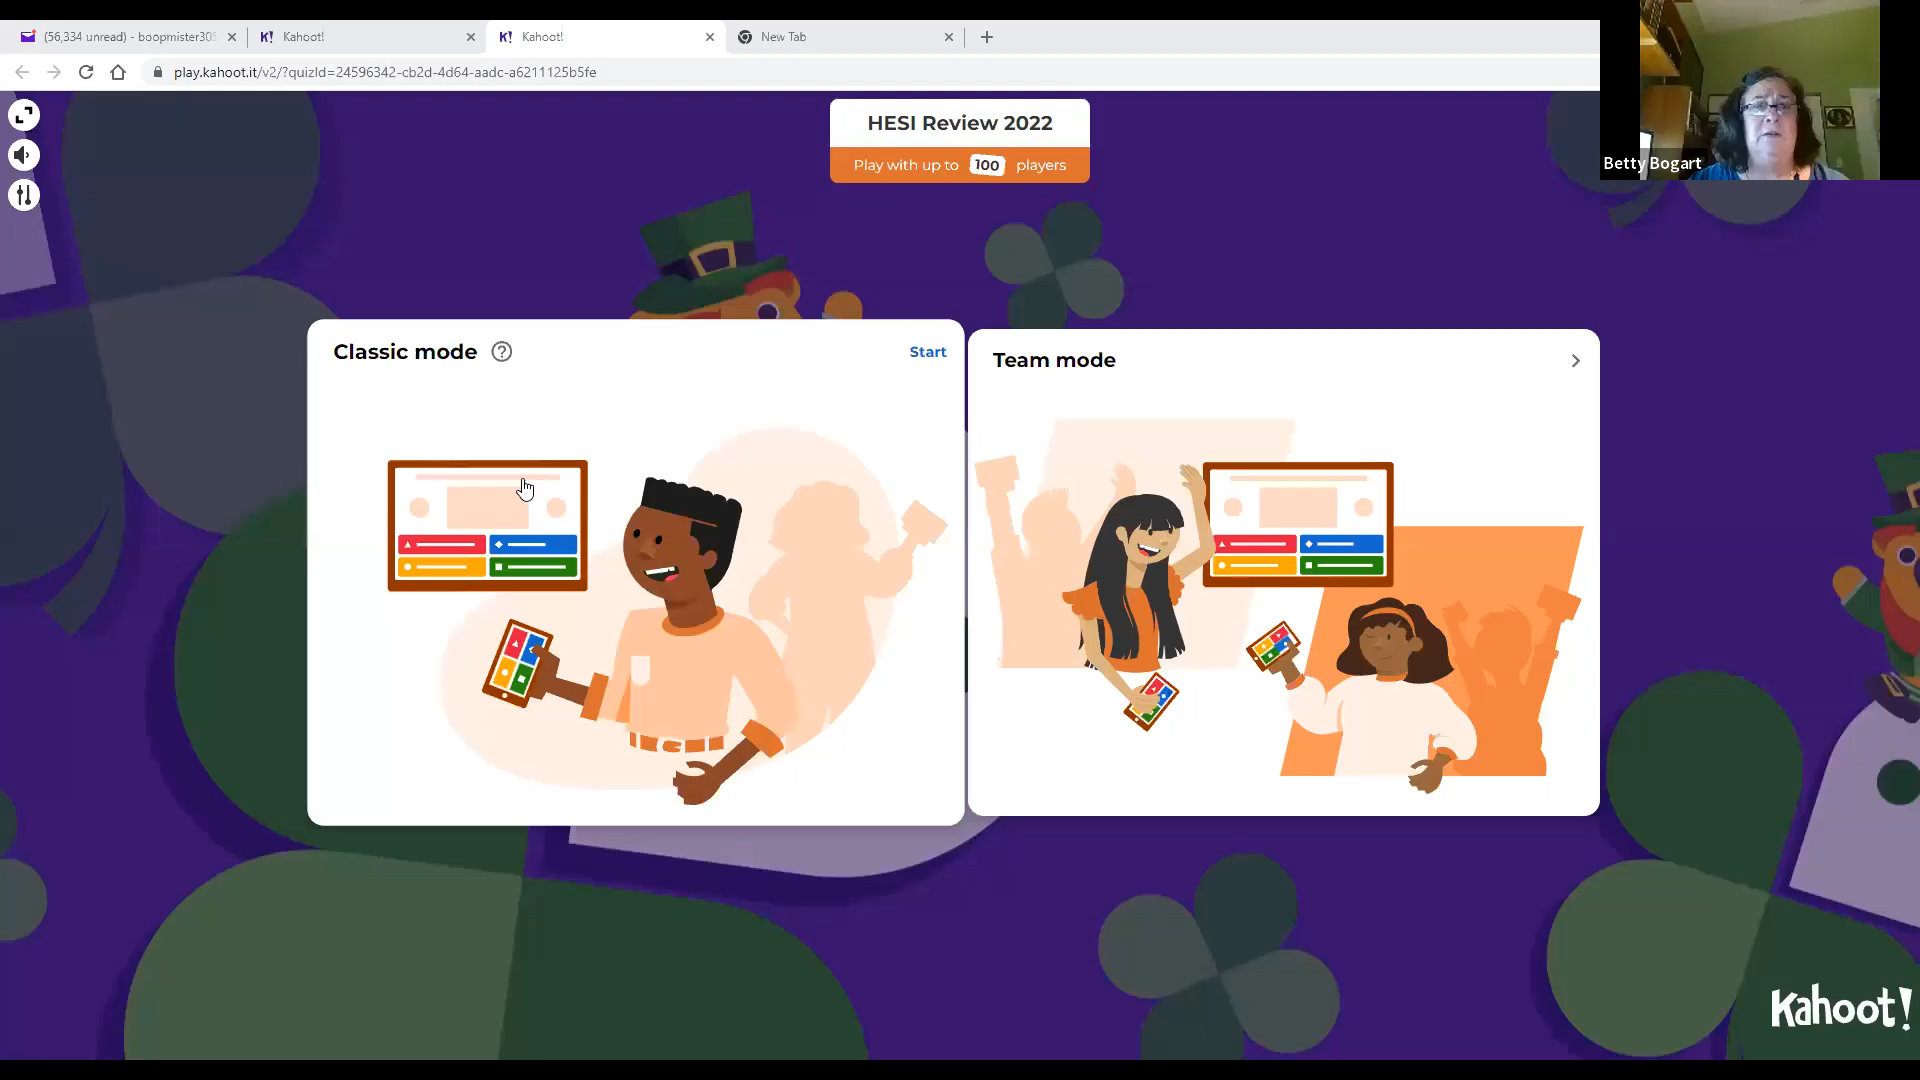 (56,334 unread) - boopmister305
Kahoot!
Kahoot!
New Tab
play.kahoot.it/v2/?quizId=24596342-cb2d-4d64-aadc-a6211125b5fe
HESI Review 2022
Play with up to 100 players
Betty Bogart
Classic mode ?
Start
Team mode
Kahoot!